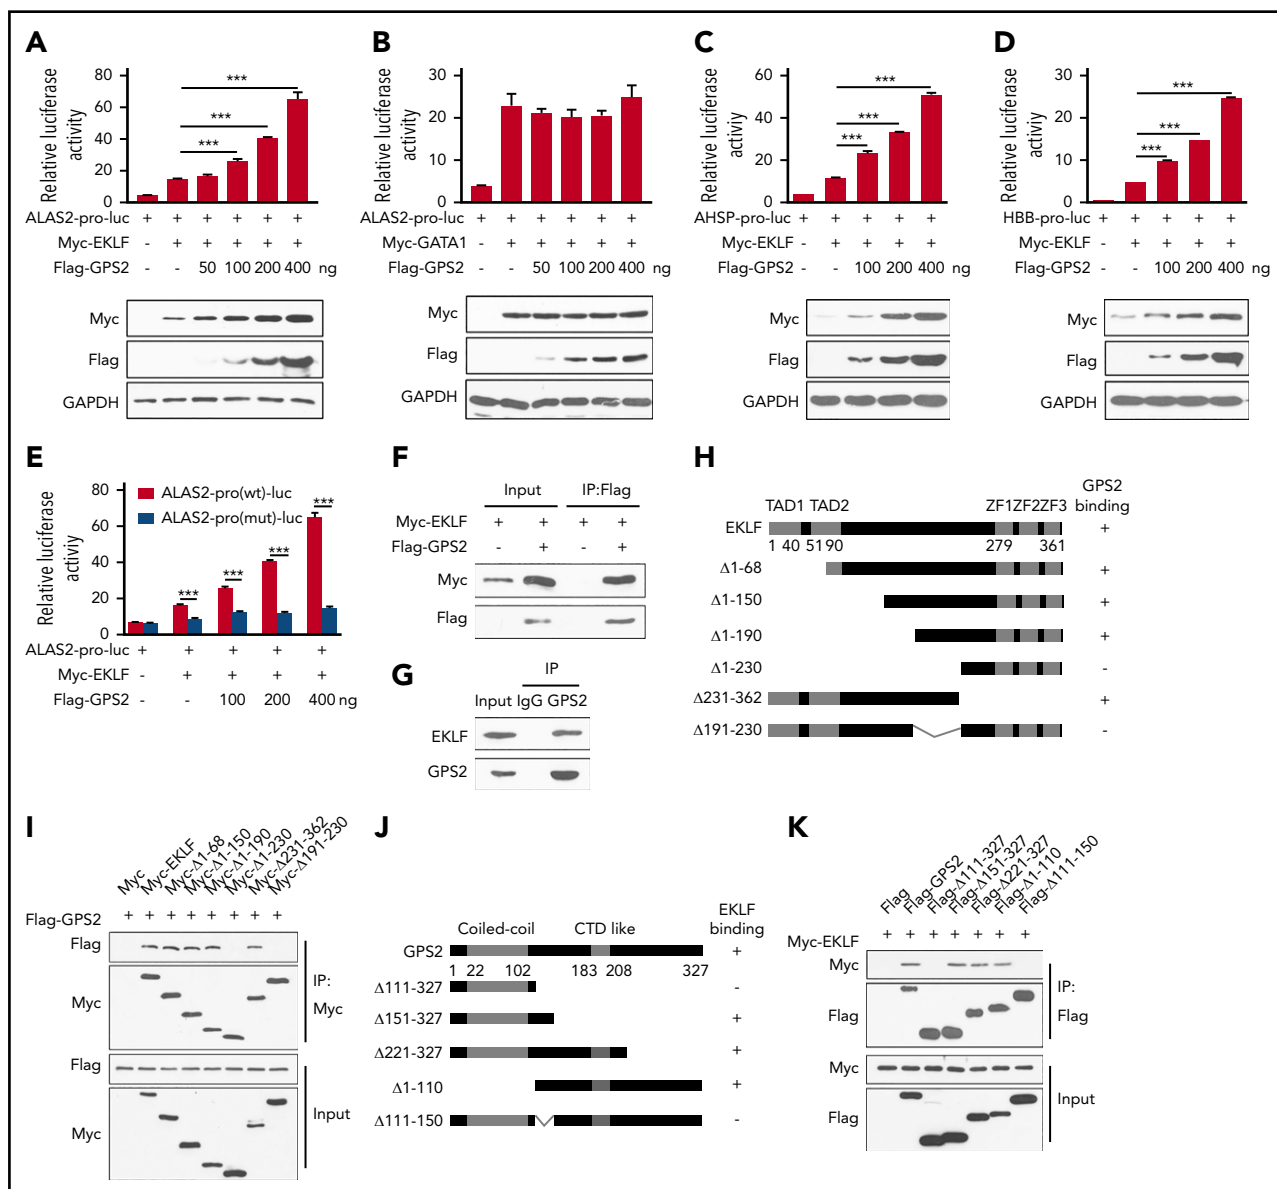 A
Relative luciferase activity
80
60
40
20
0
***
***
***
ALAS2-pro-luc + + + + + +
Myc-EKLF - + + + + +
Flag-GPS2 - - 50 100 200 400 ng
Myc
Flag
GAPDH
B
Relative luciferase activity
30
20
10
0
ALAS2-pro-luc + + + + + +
Myc-GATA1 - + + + + +
Flag-GPS2 - - 50 100 200 400 ng
Myc
Flag
GAPDH
C
Relative luciferase activity
60
40
20
0
***
***
***
AHSP-pro-luc + + + + +
Myc-EKLF - + + + +
Flag-GPS2 - - 100 200 400 ng
Myc
Flag
GAPDH
D
Relative luciferase activity
30
20
10
0
***
***
***
HBB-pro-luc + + + + +
Myc-EKLF - + + + +
Flag-GPS2 - - 100 200 400 ng
Myc
Flag
GAPDH
E
Relative luciferase activiy
80
60
40
20
0
ALAS2-pro(wt)-luc
ALAS2-pro(mut)-luc
*** *** *** ***
ALAS2-pro-luc + + + + +
Myc-EKLF - + + + +
Flag-GPS2 - - 100 200 400 ng
F
Input IP:Flag
Myc-EKLF + + + +
Flag-GPS2 - + - +
Myc
Flag
G
IP
Input IgG GPS2
EKLF
GPS2
H
TAD1 TAD2 ZF1 ZF2 ZF3 GPS2 binding
EKLF +
1 40 51 90 279 361
Δ1-68 +
Δ1-150 +
Δ1-190 +
Δ1-230 -
Δ231-362 +
Δ191-230 -
I
Myc Myc-EKLF Myc-Δ1-68 Myc-Δ1-150 Myc-Δ1-190 Myc-Δ1-230 Myc-Δ231-362 Myc-Δ191-230
Flag-GPS2 + + + + + + + +
Flag
Myc
IP:
Myc
Flag
Myc
Input
J
Coiled-coil CTD like EKLF binding
GPS2 +
1 22 102 183 208 327
Δ111-327 -
Δ151-327 +
Δ221-327 +
Δ1-110 +
Δ111-150 -
K
Flag Flag-GPS2 Flag-Δ111-327 Flag-Δ151-327 Flag-Δ221-327 Flag-Δ1-110 Flag-Δ111-150
Myc-EKLF + + + + + + +
Myc
Flag
IP:
Flag
Myc
Flag
Input